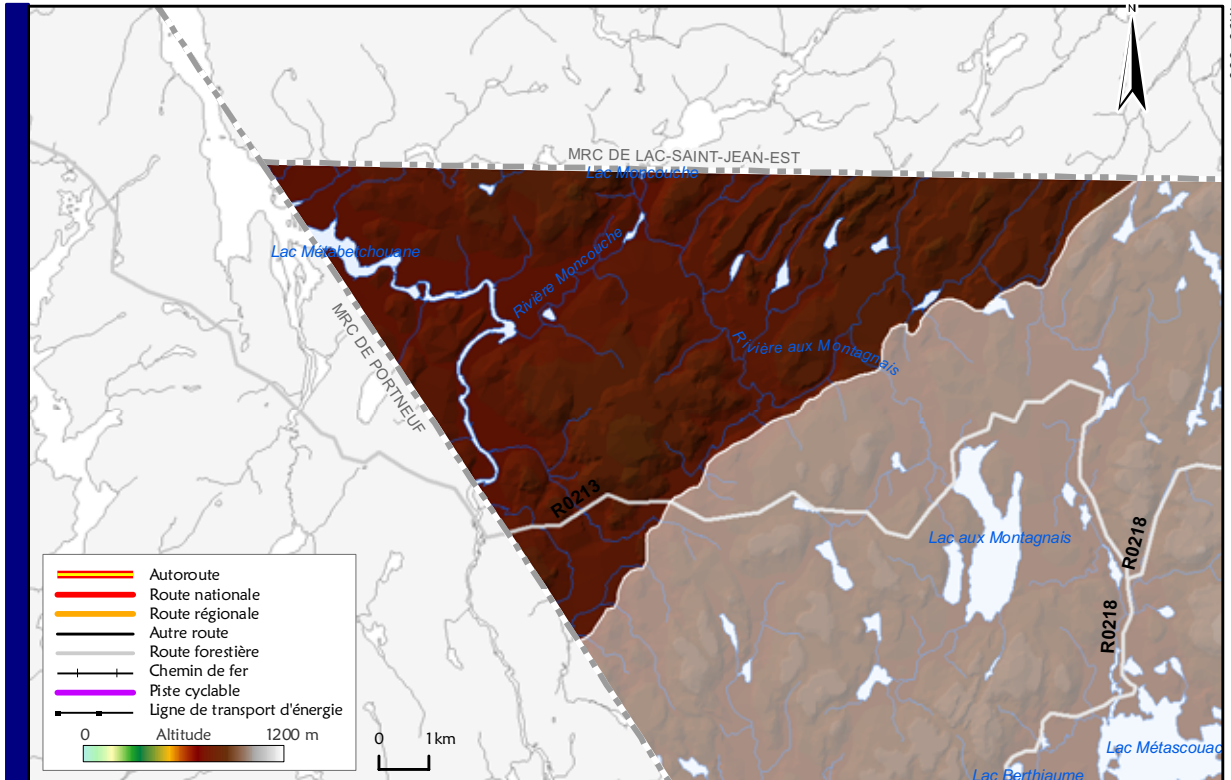 N
MRC DE LAC-SAINT-JEAN-EST
Lac Moncouche
Lac Métabetchouane
Rivière Moncouche
MRC DE PORTNEUF
Rivière aux Montagnais
R0213
Lac aux Montagnais
R0218
R0218
Lac Métascouac
Lac Berthiaume
Autoroute
Route nationale
Route régionale
Autre route
Route forestière
Chemin de fer
Piste cyclable
Ligne de transport d'énergie
0 Altitude 1200 m
0 1 km